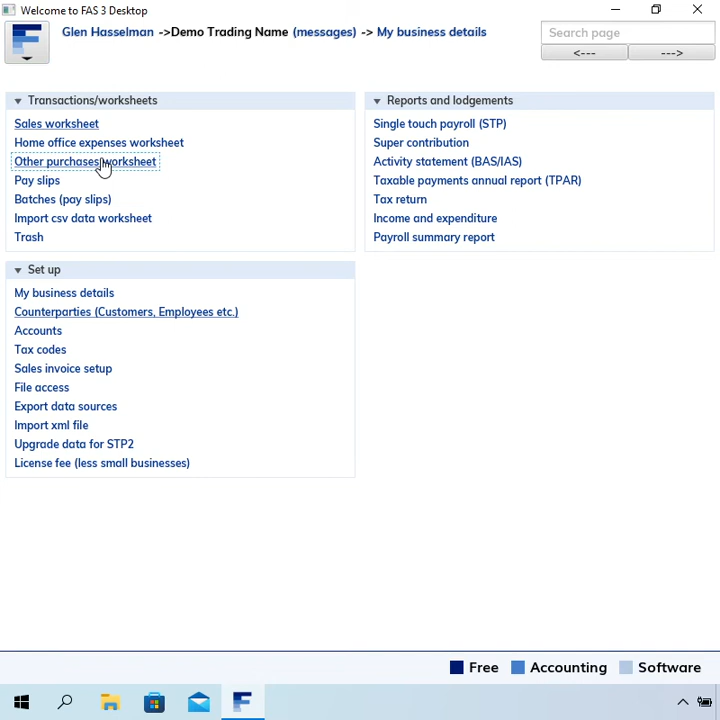 Welcome to FAS 3 Desktop
Glen Hasselman ->Demo Trading Name (messages) -> My business details
Search page
<---
--->
Transactions/worksheets
Sales worksheet
Home office expenses worksheet
Other purchases worksheet
Pay slips
Batches (pay slips)
Import csv data worksheet
Trash
Reports and lodgements
Single touch payroll (STP)
Super contribution
Activity statement (BAS/IAS)
Taxable payments annual report (TPAR)
Tax return
Income and expenditure
Payroll summary report
Set up
My business details
Counterparties (Customers, Employees etc.)
Accounts
Tax codes
Sales invoice setup
File access
Export data sources
Import xml file
Upgrade data for STP2
License fee (less small businesses)
Free Accounting Software